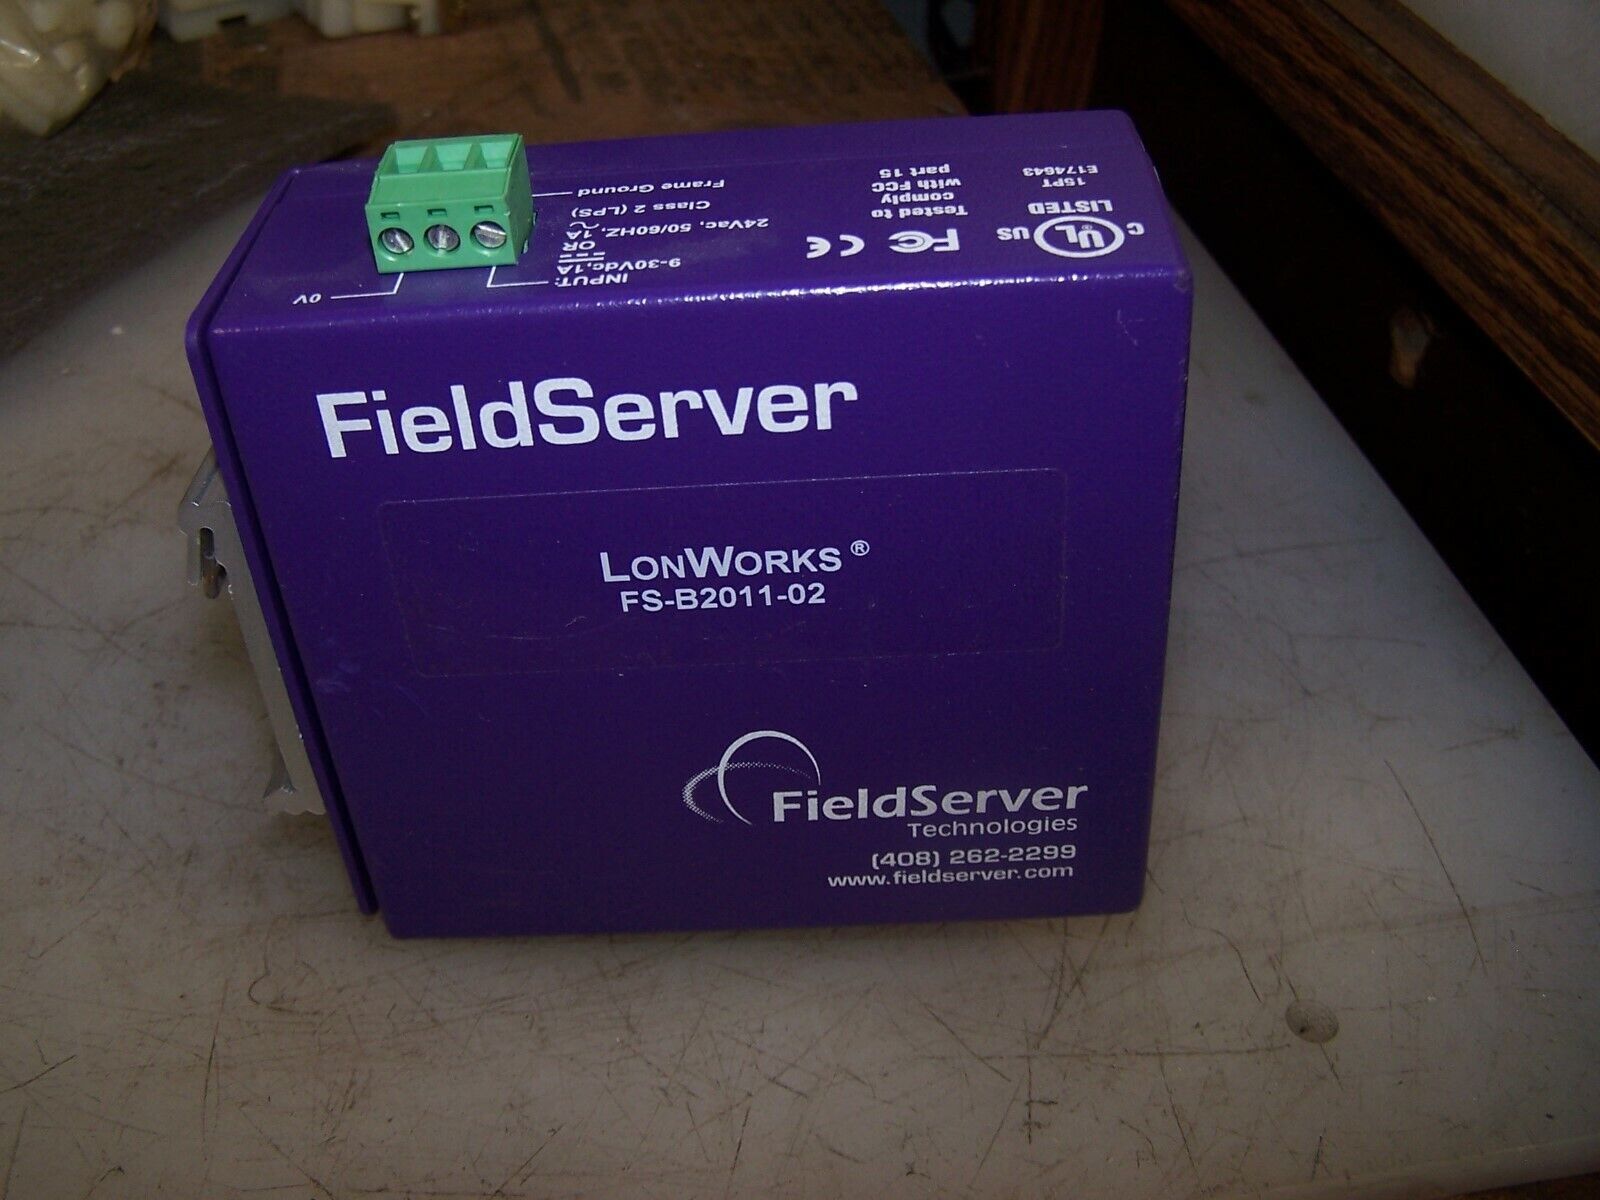 Frame Ground
Class 2 (LPS)
24Vac, 50/60HZ, 1A
OR
9-30Vdc,1A
INPUT:
0V
Tested to
comply
with FCC
part 15
FC CE
15PT
E174643
LISTED
C UL® US
FieldServer
LONWORKS®
FS-B2011-02
FieldServer
Technologies
(408) 262-2299
www.fieldserver.com